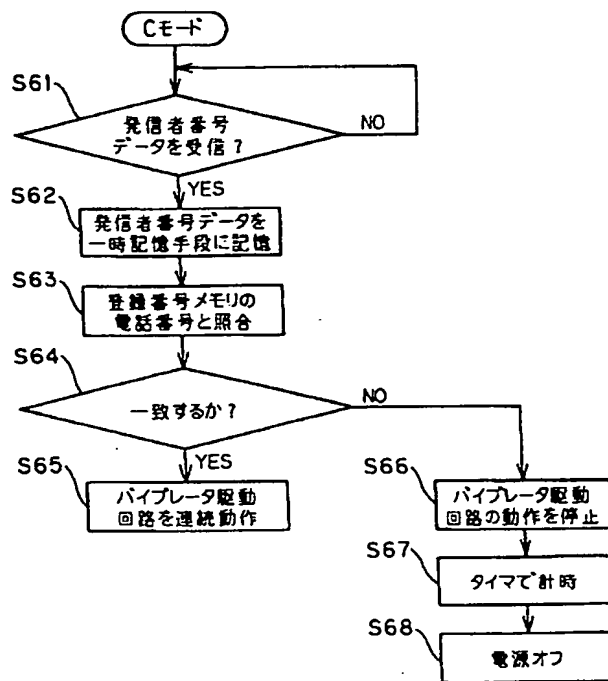 Cモード
S61
発信者番号
データを受信?
NO
YES
S62
発信者番号データを
一時記憶手段に記憶
S63
登録番号メモリの
電話番号と照合
S64
一致するか?
NO
YES
S65
バイブレータ駆動
回路を連続動作
S66
バイブレータ駆動
回路の動作を停止
S67
タイマで計時
S68
電源オフ